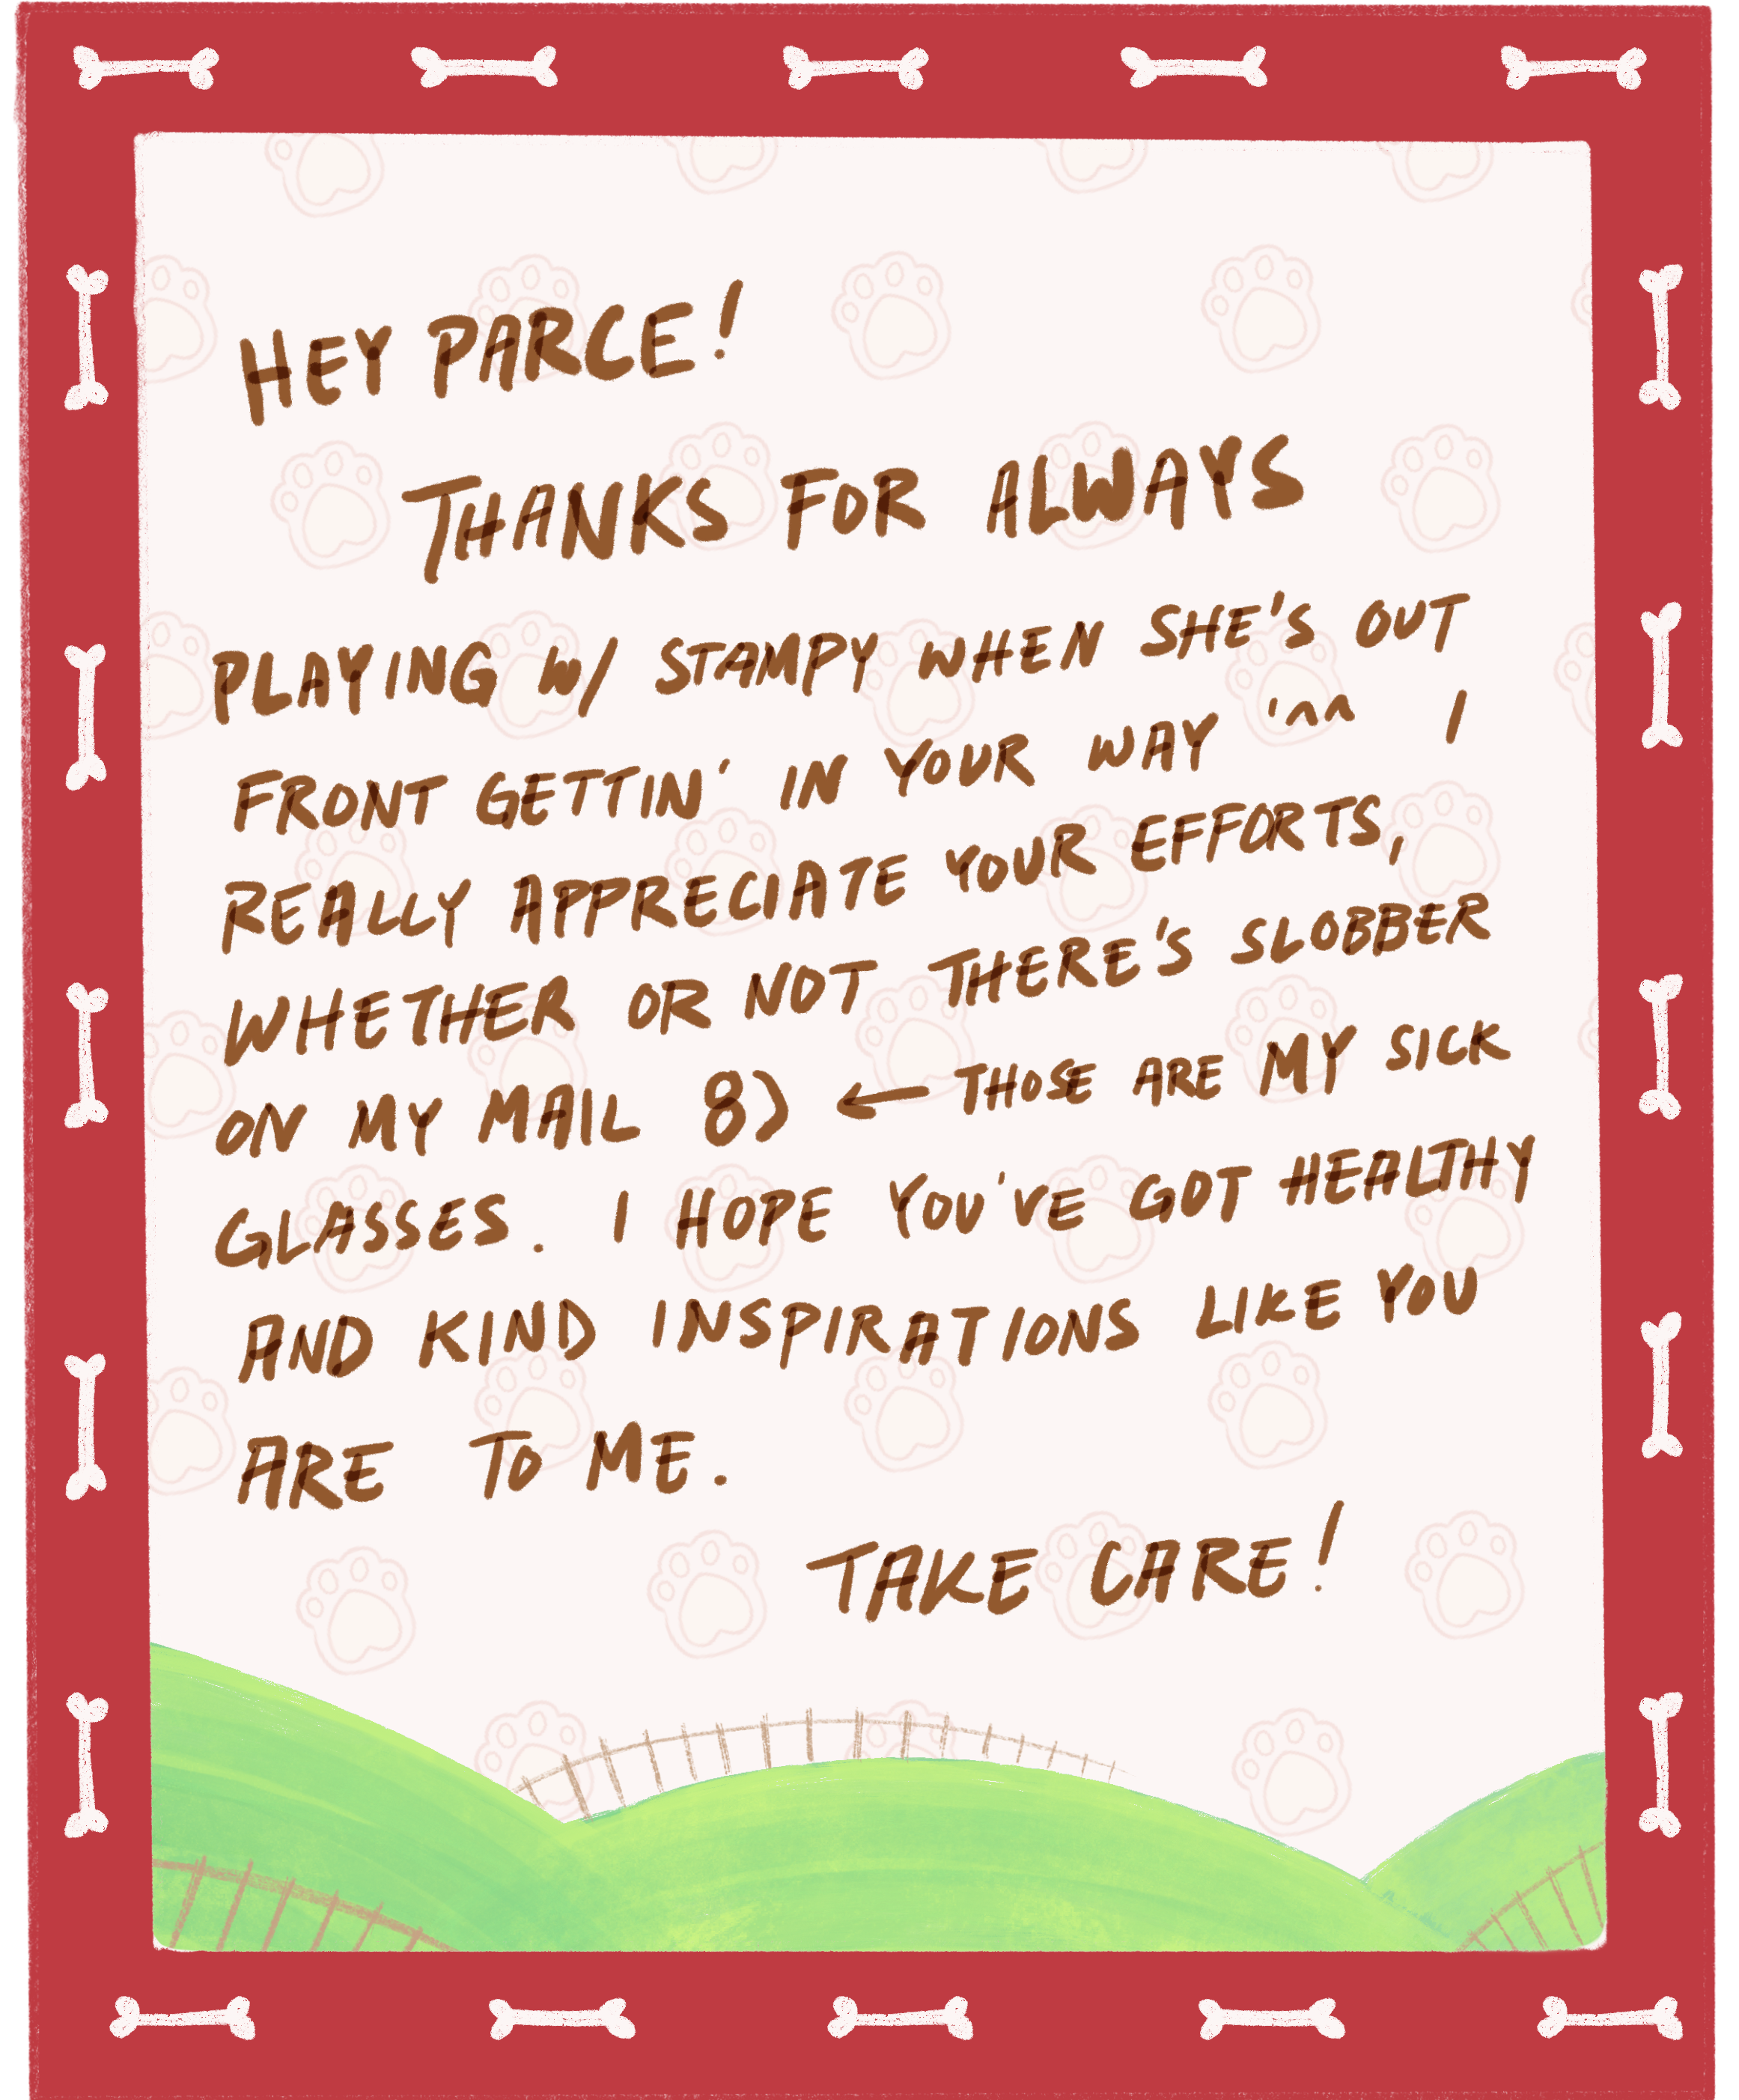 HEY PARCE!
THANKS FOR ALWAYS
PLAYING W/ STAMPY WHEN SHE'S OUT
FRONT GETTIN' IN YOUR WAY '^^ I
REALLY APPRECIATE YOUR EFFORTS,
WHETHER OR NOT THERE'S SLOBBER
ON MY MAIL 8) ← THOSE ARE MY SICK
GLASSES. I HOPE YOU'VE GOT HEALTHY
AND KIND INSPIRATIONS LIKE YOU
ARE TO ME.
TAKE CARE!